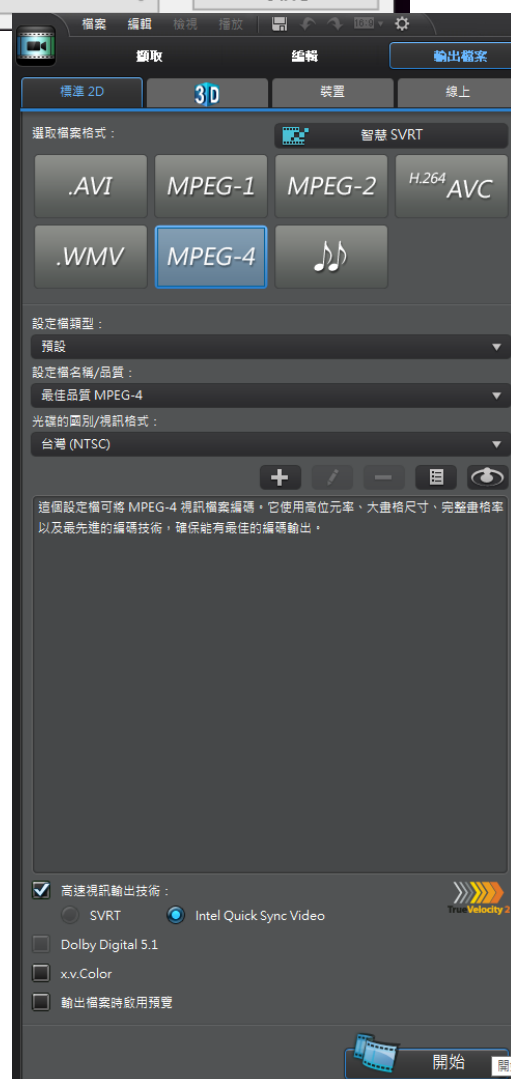 檔案 編輯 檢視 播放
擷取 編輯 輸出檔案
標準 2D 3D 裝置 線上
選取檔案格式：
智慧 SVRT
.AVI MPEG-1 MPEG-2 H.264 AVC
.WMV MPEG-4
設定檔類型：
預設
設定檔名稱/品質：
最佳品質 MPEG-4
光碟的國別/視訊格式：
台灣 (NTSC)
這個設定檔可將 MPEG-4 視訊檔案編碼。它使用高位元率、大畫格尺寸、完整畫格率
以及最先進的編碼技術，確保能有最佳的編碼輸出。
高速視訊輸出技術：
TrueVelocity 2
SVRT Intel Quick Sync Video
Dolby Digital 5.1
x.v.Color
輸出檔案時啟用預覽
開始